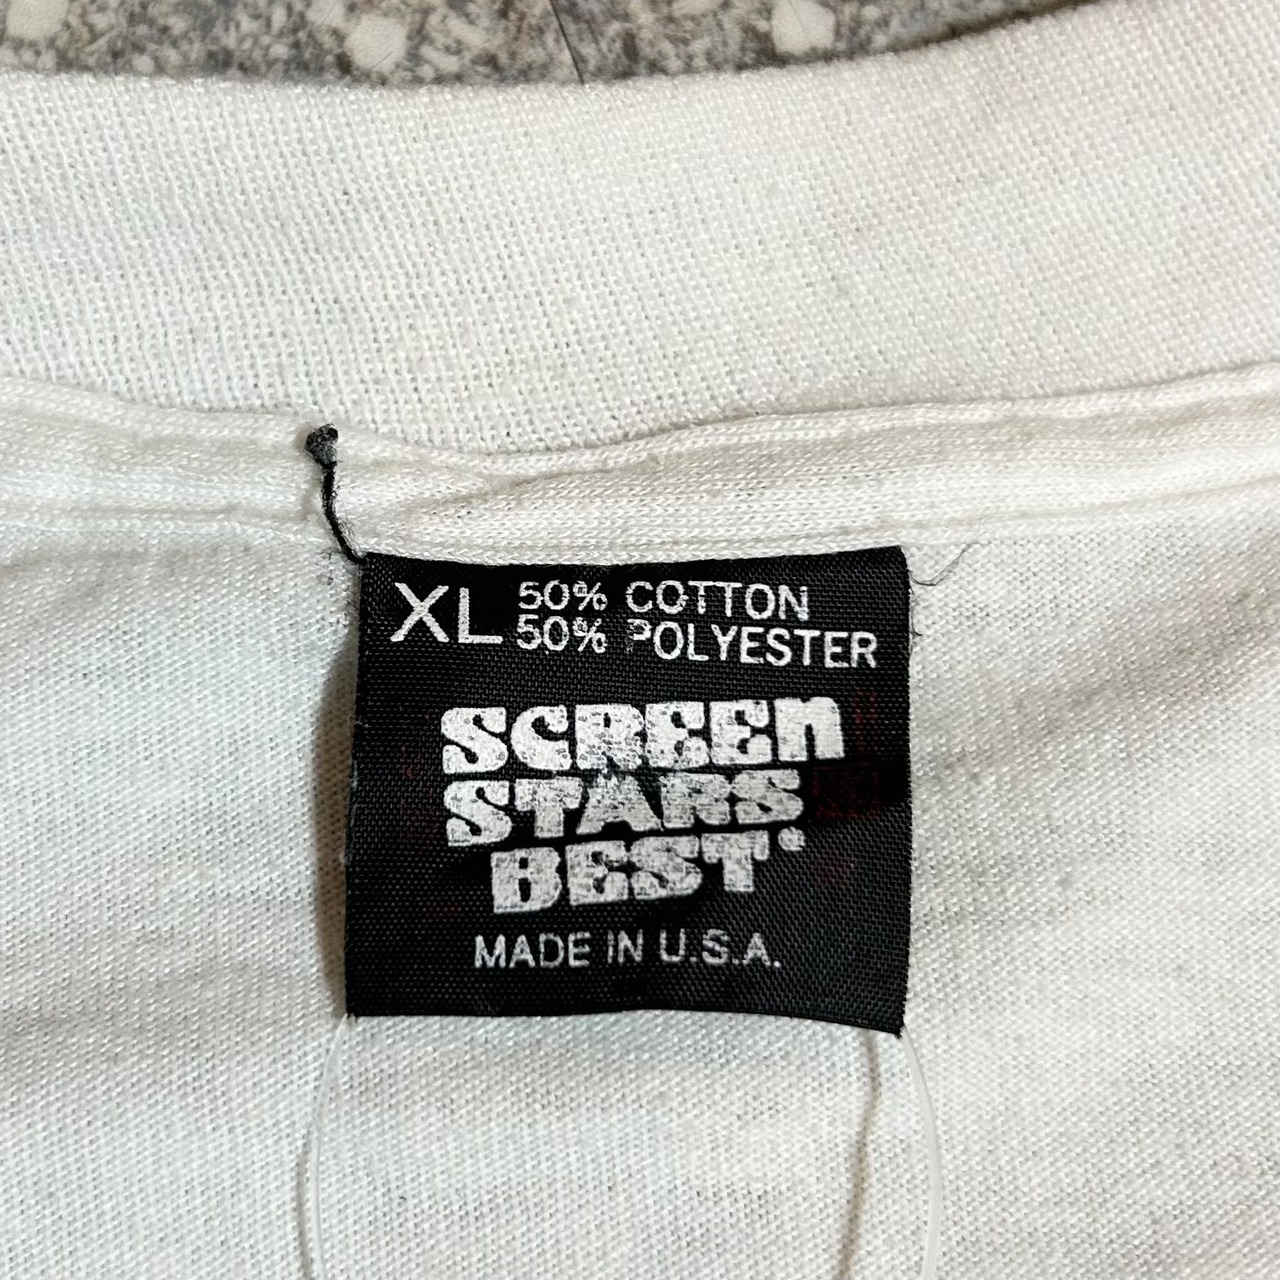 XL 50% COTTON
50% POLYESTER
SCREEN
STARS
BEST
MADE IN U.S.A.